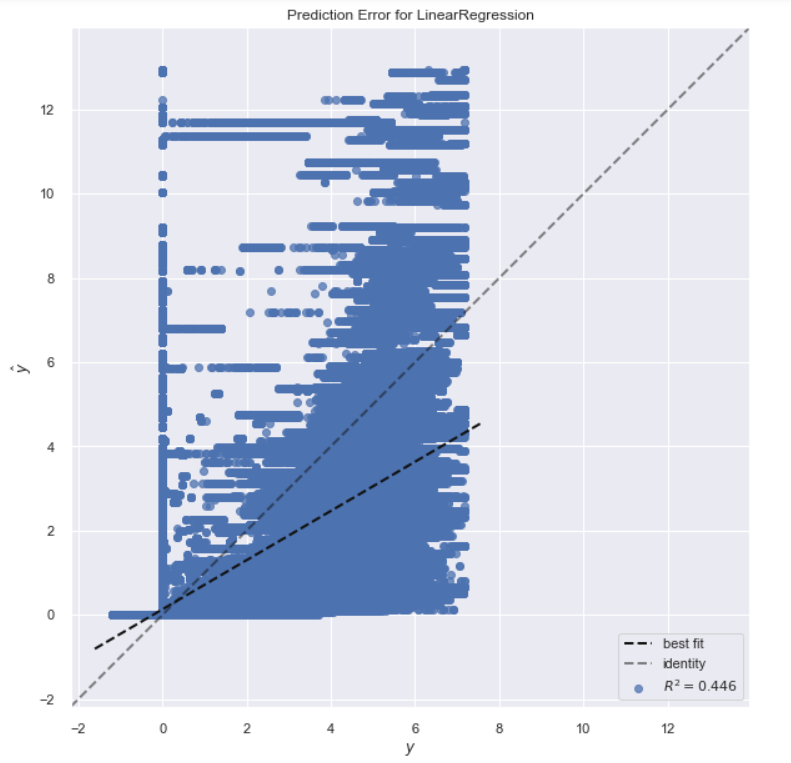 Prediction Error for LinearRegression
12
10
8
6
4
2
0
−2
ŷ
−2 0 2 4 6 8 10 12
y
best fit
identity
R² = 0.446